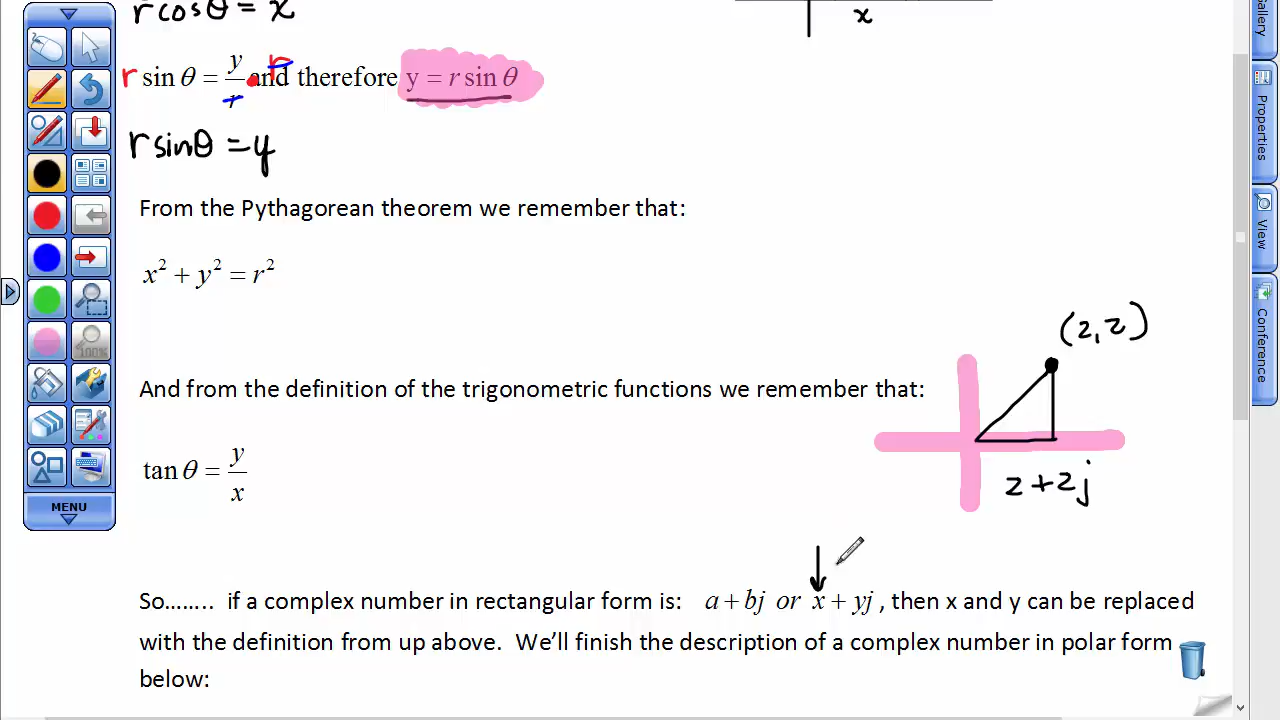 rcosθ = x
x
r sin θ = y/r • r and therefore y = r sin θ
rsinθ = y
From the Pythagorean theorem we remember that:
x² + y² = r²
(2,2)
And from the definition of the trigonometric functions we remember that:
tan θ = y/x
2+2j
So…….. if a complex number in rectangular form is: a + bj or x + yj , then x and y can be replaced
with the definition from up above. We’ll finish the description of a complex number in polar form
below:
MENU
100%
Gallery
Properties
View
Conference